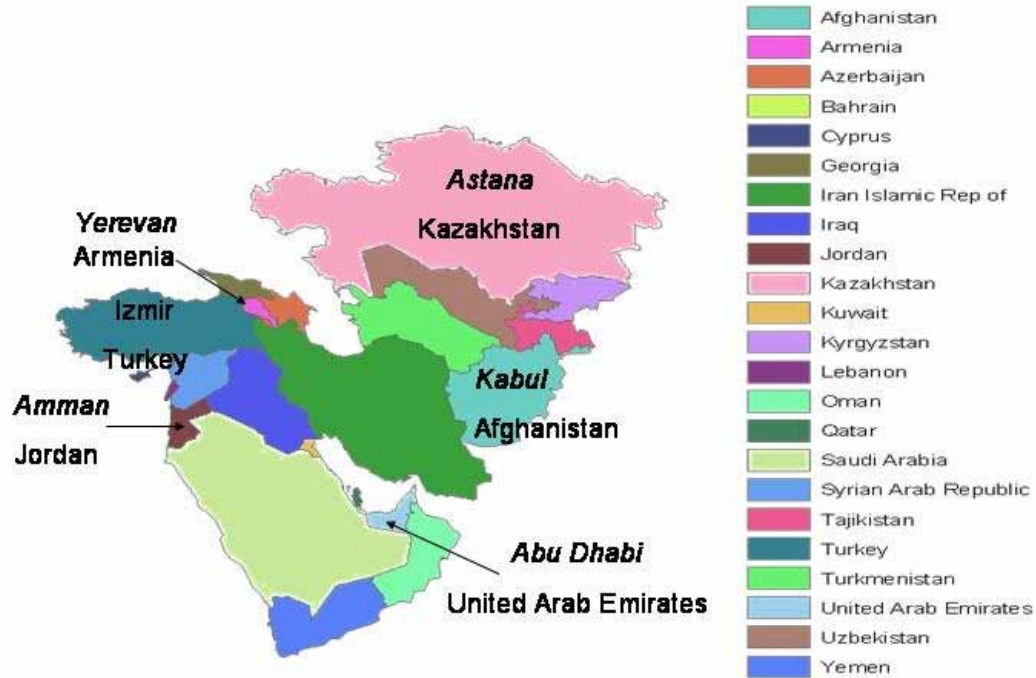 Astana
Kazakhstan
Yerevan
Armenia
Izmir
Turkey
Kabul
Afghanistan
Amman
Jordan
Abu Dhabi
United Arab Emirates
Afghanistan
Armenia
Azerbaijan
Bahrain
Cyprus
Georgia
Iran Islamic Rep of
Iraq
Jordan
Kazakhstan
Kuwait
Kyrgyzstan
Lebanon
Oman
Qatar
Saudi Arabia
Syrian Arab Republic
Tajikistan
Turkey
Turkmenistan
United Arab Emirates
Uzbekistan
Yemen